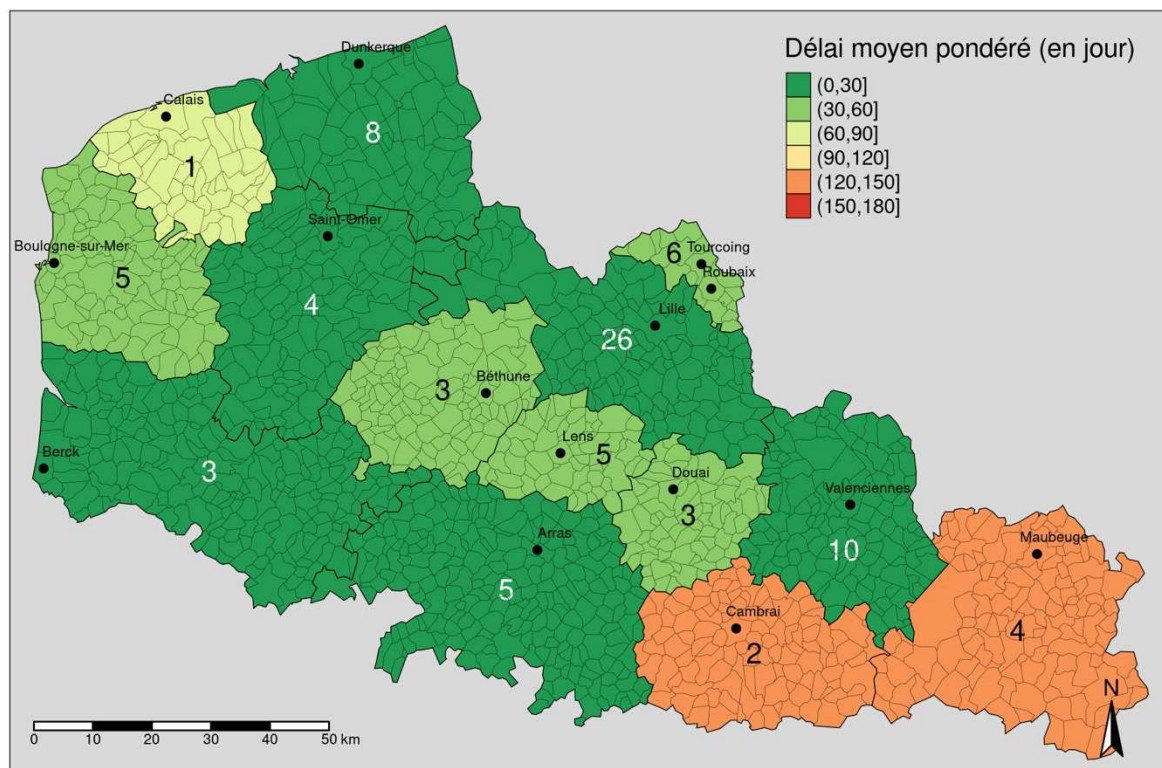 Délai moyen pondéré (en jour)
(0,30]
(30,60]
(60,90]
(90,120]
(120,150]
(150,180]
Dunkerque
8
Calais
1
Saint-Omer
Boulogne-sur-Mer
5
4
6
Tourcoing
Roubaix
Lille
26
3
Béthune
Berck
3
Lens
5
Douai
3
Valenciennes
10
Arras
5
Maubeuge
4
Cambrai
2
N
0 10 20 30 40 50 km